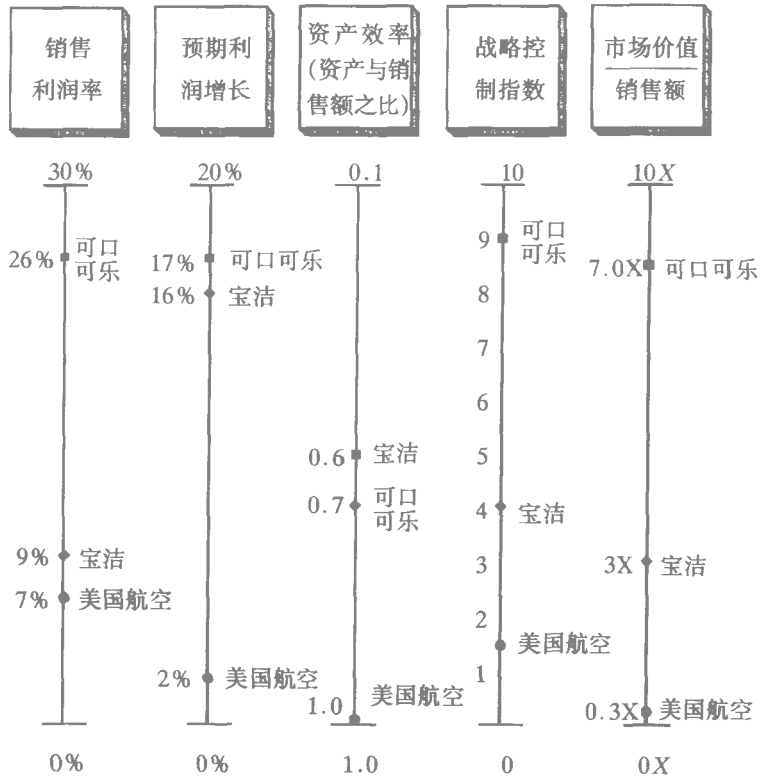 销售
利润率
预期利
润增长
资产效率
(资产与销
售额之比)
战略控
制指数
市场价值
销售额
30%
20%
0.1
10
10X
26%
可口
可乐
9%
宝洁
7%
美国航空
0%
17%
可口可乐
16%
宝洁
2%
美国航空
0%
0.6
宝洁
0.7
可口
可乐
1.0
美国航空
1.0
9
可口
可乐
8
7
6
5
4
宝洁
3
2
美国航空
1
0
7.0X
可口可乐
3X
宝洁
0.3X
美国航空
0X